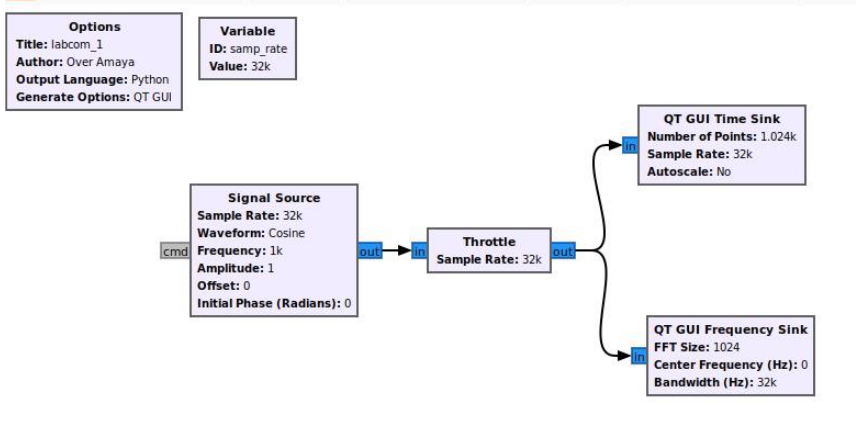 Options
Title: labcom_1
Author: Over Amaya
Output Language: Python
Generate Options: QT GUI
Variable
ID: samp_rate
Value: 32k
Signal Source
Sample Rate: 32k
Waveform: Cosine
cmd
Frequency: 1k
out
Amplitude: 1
Offset: 0
Initial Phase (Radians): 0
in
Throttle
Sample Rate: 32k
out
QT GUI Time Sink
Number of Points: 1.024k
in
Sample Rate: 32k
Autoscale: No
QT GUI Frequency Sink
FFT Size: 1024
in
Center Frequency (Hz): 0
Bandwidth (Hz): 32k